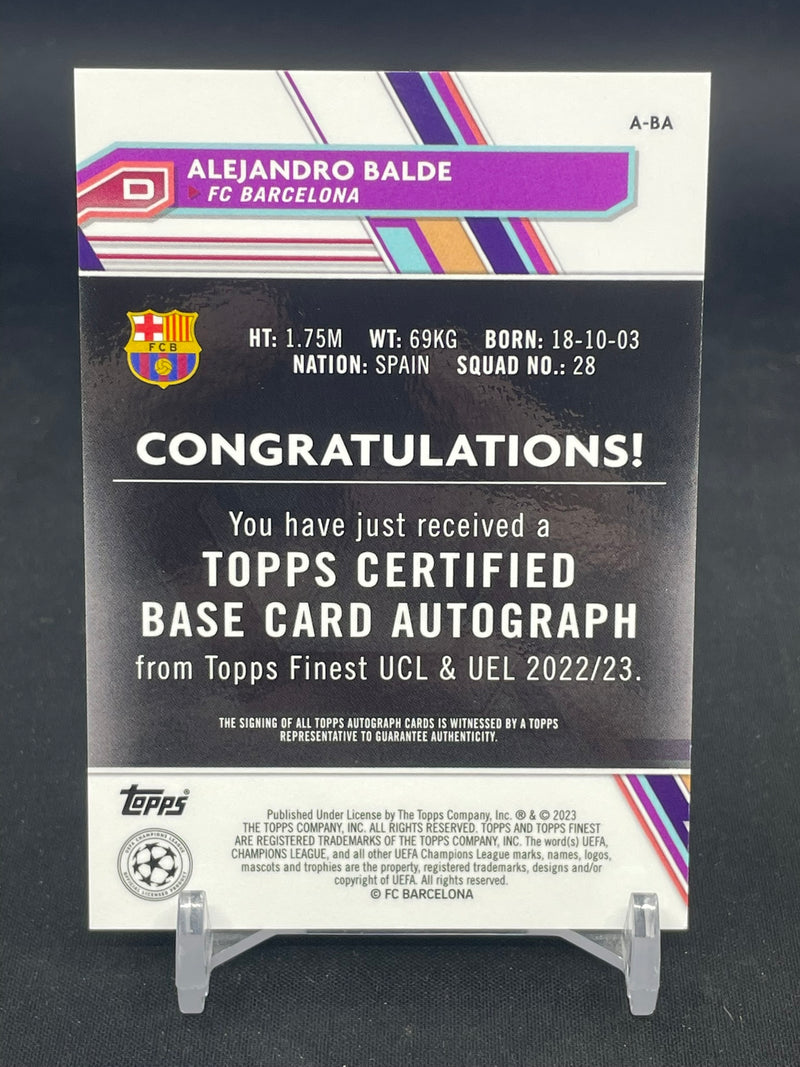 A-BA
D
ALEJANDRO BALDE
FC BARCELONA
FCB
HT: 1.75M WT: 69KG BORN: 18-10-03
NATION: SPAIN SQUAD NO.: 28
CONGRATULATIONS!
You have just received a
TOPPS CERTIFIED
BASE CARD AUTOGRAPH
from Topps Finest UCL & UEL 2022/23.
THE SIGNING OF ALL TOPPS AUTOGRAPH CARDS IS WITNESSED BY A TOPPS
REPRESENTATIVE TO GUARANTEE AUTHENTICITY.
Topps®
UEFA CHAMPIONS LEAGUE
OFFICIAL LICENSED PRODUCT
Published Under License by The Topps Company, Inc. ® & © 2023
THE TOPPS COMPANY, INC. ALL RIGHTS RESERVED. TOPPS AND TOPPS FINEST
ARE REGISTERED TRADEMARKS OF THE TOPPS COMPANY, INC. The word(s) UEFA,
CHAMPIONS LEAGUE, and all other UEFA Champions League marks, names, logos,
mascots and trophies are the property, registered trademarks, designs and/or
copyright of UEFA. All rights reserved.
© FC BARCELONA